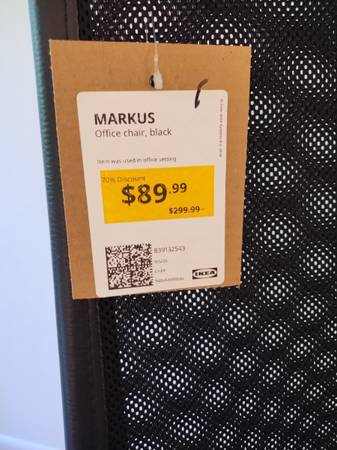 MARKUS
Office chair, black
Item was used in office setting
70% Discount
$89.99
$299.99
IKEA